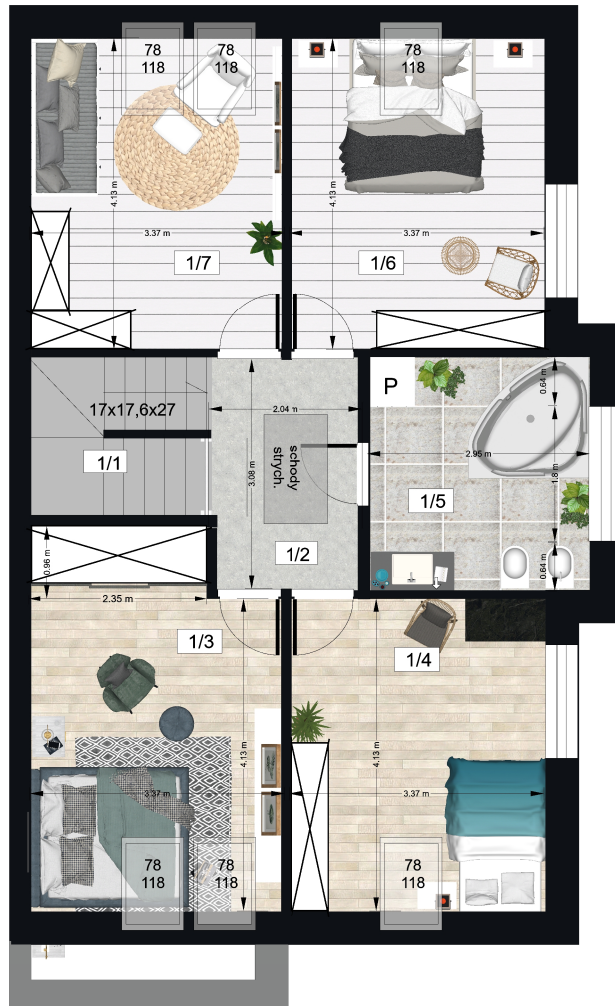 78
118
78
118
78
118
4.13 m
4.13 m
3.37 m
3.37 m
1/7
1/6
17x17,6x27
2.04 m
P
0.64 m
1/1
schody
strych.
3.08 m
2.95 m
1.8 m
1/5
1/2
0.96 m
0.64 m
2.35 m
1/3
1/4
4.13 m
4.13 m
3.37 m
3.37 m
78
118
78
118
78
118